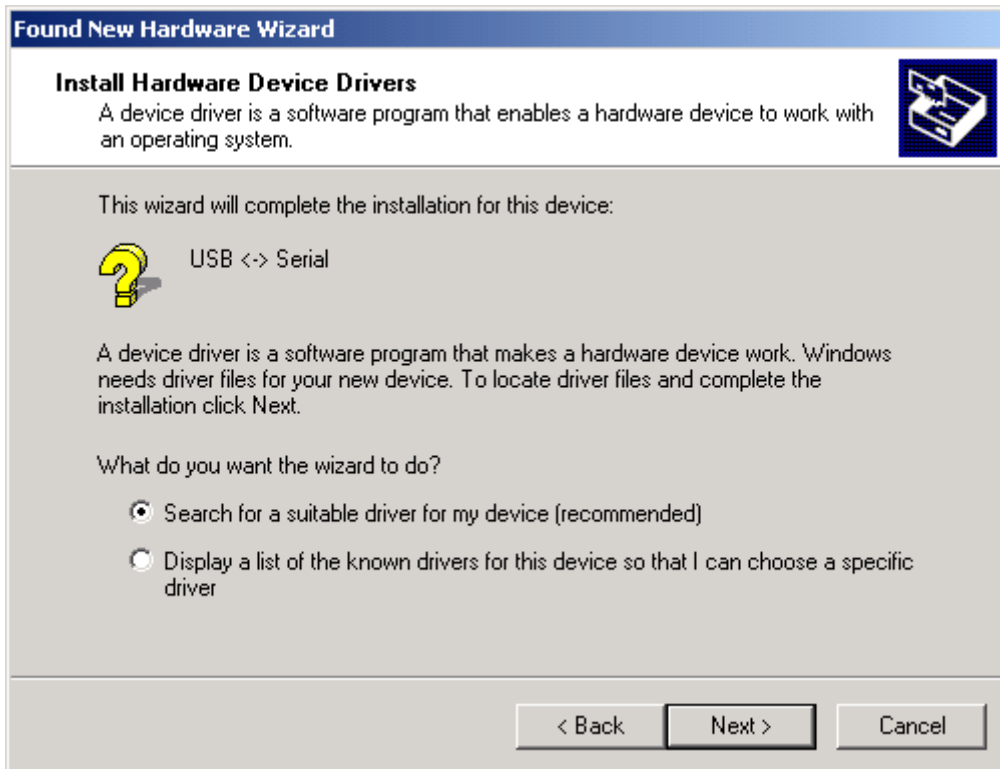 Found New Hardware Wizard
Install Hardware Device Drivers
A device driver is a software program that enables a hardware device to work with
an operating system.
This wizard will complete the installation for this device:
USB <-> Serial
A device driver is a software program that makes a hardware device work. Windows
needs driver files for your new device. To locate driver files and complete the
installation click Next.
What do you want the wizard to do?
Search for a suitable driver for my device (recommended)
Display a list of the known drivers for this device so that I can choose a specific
driver
< Back Next > Cancel